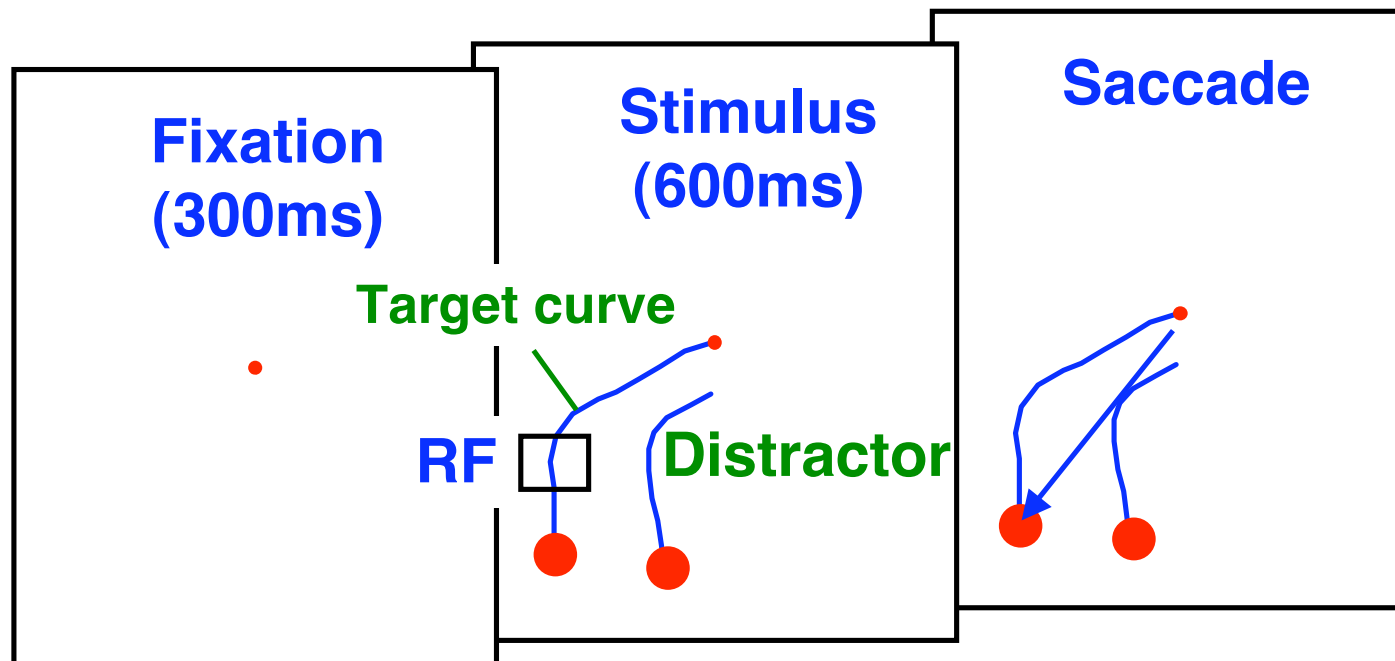 Fixation
(300ms)
Stimulus
(600ms)
Saccade
Target curve
RF
Distractor